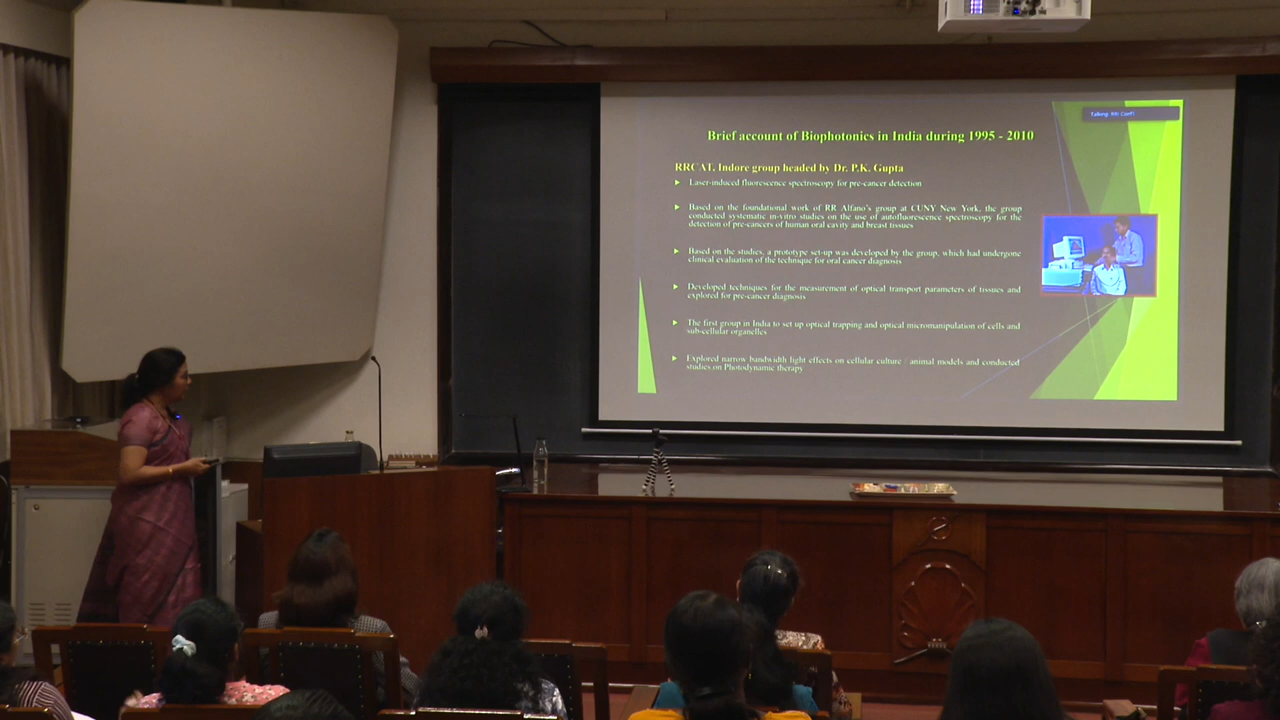 Talking: RRI Conf1
Brief account of Biophotonics in India during 1995 - 2010
RRCAT, Indore group headed by Dr. P.K. Gupta
Laser-induced fluorescence spectroscopy for pre-cancer detection
Based on the foundational work of RR Alfano's group at CUNY New York, the group
conducted systematic in-vitro studies on the use of autofluorescence spectroscopy for the
detection of pre-cancers of human oral cavity and breast tissues
Based on the studies, a prototype set-up was developed by the group, which had undergone
clinical evaluation of the technique for oral cancer diagnosis
Developed techniques for the measurement of optical transport parameters of tissues and
explored for pre-cancer diagnosis
The first group in India to set up optical trapping and optical micromanipulation of cells and
sub-cellular organelles
Explored narrow bandwidth light effects on cellular culture / animal models and conducted
studies on Photodynamic therapy